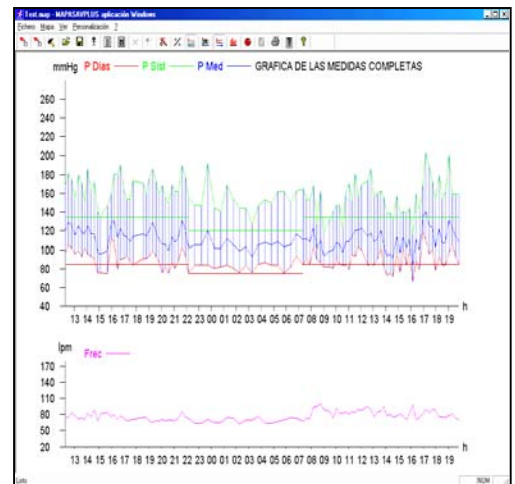 Test.map - MAPASAVPLUS aplicación Windows
Fichero Mapa Ver Personalización ?
mmHg P Dias P Sist P Med GRAFICA DE LAS MEDIDAS COMPLETAS
260
240
220
200
180
160
140
120
100
80
60
40
13 14 15 16 17 18 19 20 21 22 23 00 01 02 03 04 05 06 07 08 09 10 11 12 13 14 15 16 17 18 19 h
lpm Frec
170
140
110
80
50
20
13 14 15 16 17 18 19 20 21 22 23 00 01 02 03 04 05 06 07 08 09 10 11 12 13 14 15 16 17 18 19 h
Listo NUM